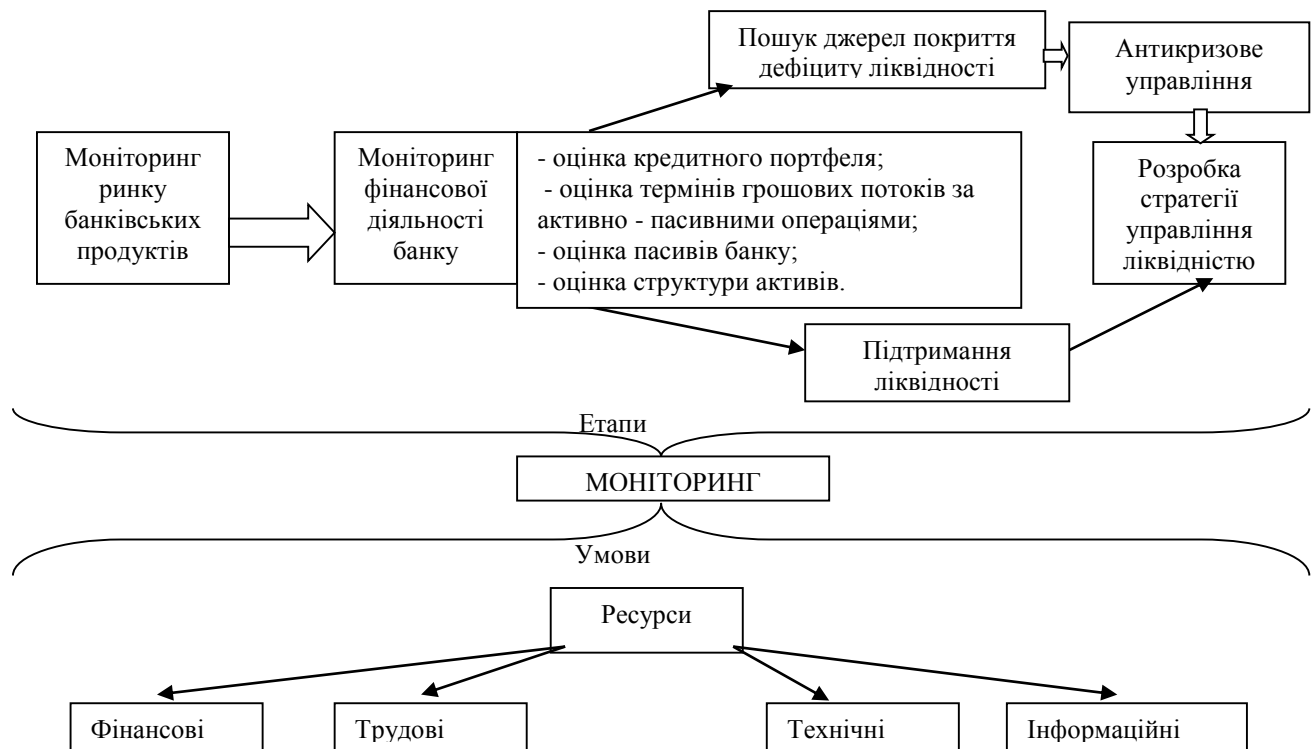 Пошук джерел покриття
дефіциту ліквідності
Антикризове
управління
Моніторинг
ринку
банківських
продуктів
Моніторинг
фінансової
діяльності
банку
- оцінка кредитного портфеля;
- оцінка термінів грошових потоків за
активно - пасивними операціями;
- оцінка пасивів банку;
- оцінка структури активів.
Розробка
стратегії
управління
ліквідністю
Підтримання
ліквідності
Етапи
МОНІТОРИНГ
Умови
Ресурси
Фінансові
Трудові
Технічні
Інформаційні